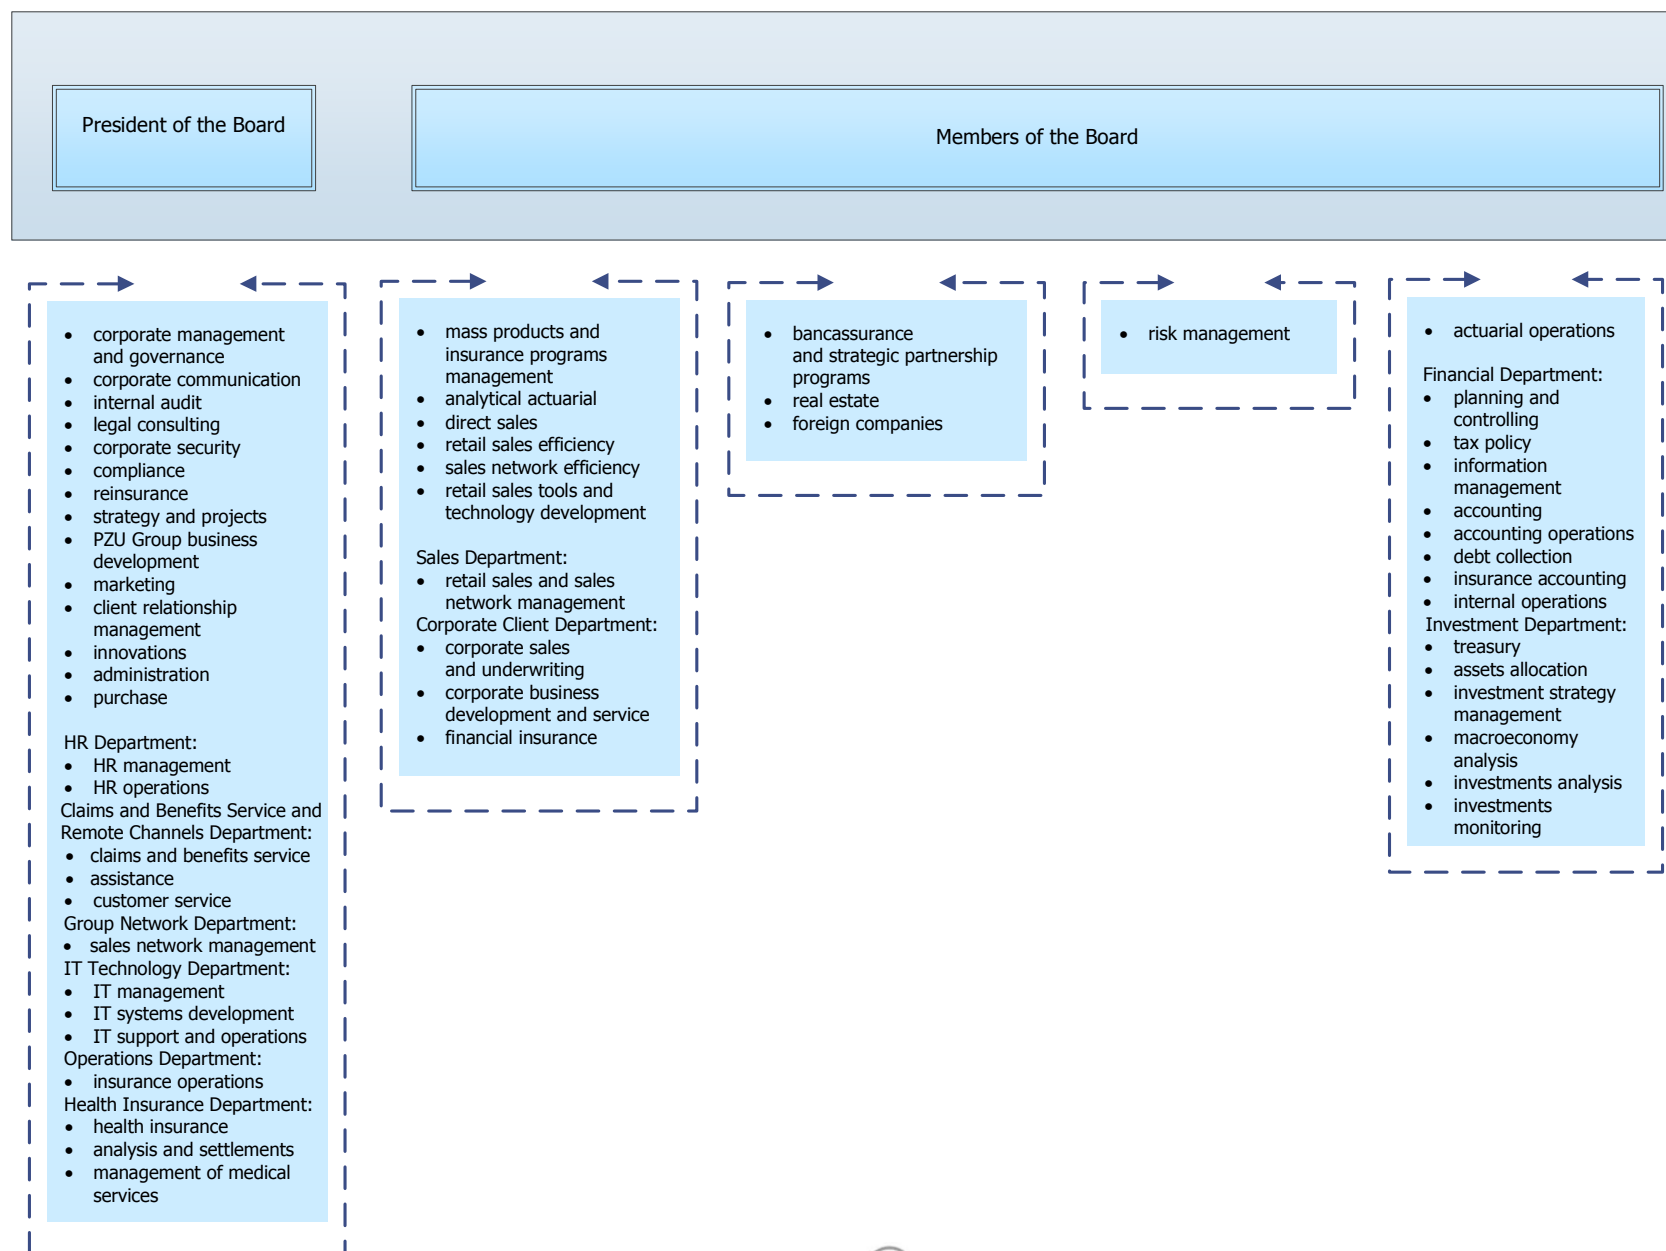 President of the Board
Members of the Board
• corporate management
and governance
• corporate communication
• internal audit
• legal consulting
• corporate security
• compliance
• reinsurance
• strategy and projects
• PZU Group business
development
• marketing
• client relationship
management
• innovations
• administration
• purchase
HR Department:
• HR management
• HR operations
Claims and Benefits Service and
Remote Channels Department:
• claims and benefits service
• assistance
• customer service
Group Network Department:
• sales network management
IT Technology Department:
• IT management
• IT systems development
• IT support and operations
Operations Department:
• insurance operations
Health Insurance Department:
• health insurance
• analysis and settlements
• management of medical
services
• mass products and
insurance programs
management
• analytical actuarial
• direct sales
• retail sales efficiency
• sales network efficiency
• retail sales tools and
technology development
Sales Department:
• retail sales and sales
network management
Corporate Client Department:
• corporate sales
and underwriting
• corporate business
development and service
• financial insurance
• bancassurance
and strategic partnership
programs
• real estate
• foreign companies
• risk management
• actuarial operations
Financial Department:
• planning and
controlling
• tax policy
• information
management
• accounting
• accounting operations
• debt collection
• insurance accounting
• internal operations
Investment Department:
• treasury
• assets allocation
• investment strategy
management
• macroeconomy
analysis
• investments analysis
• investments
monitoring